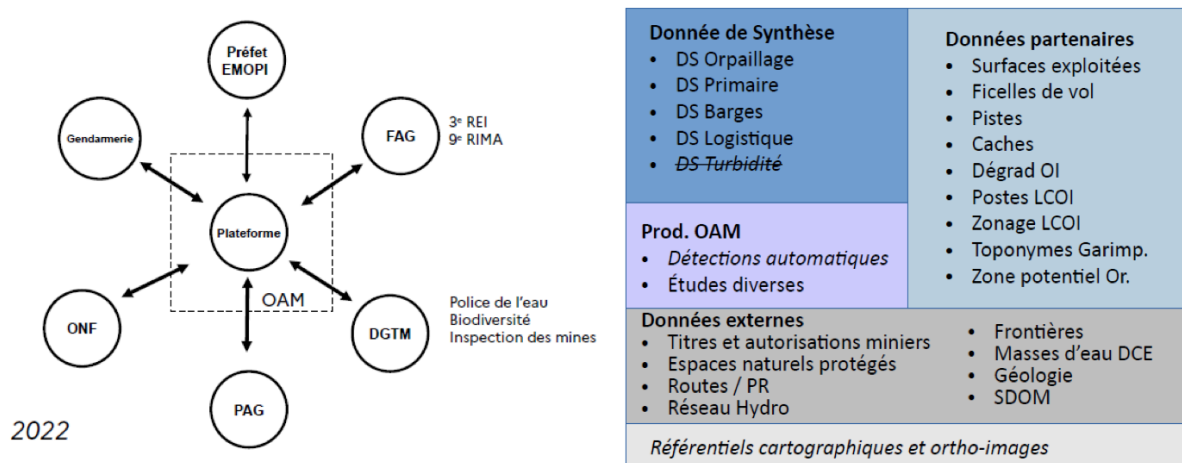 Préfet
EMOPI
Gendarmerie
FAG
3e REI
9e RIMA
Plateforme
OAM
ONF
DGTM
Police de l'eau
Biodiversité
Inspection des mines
PAG
2022
Donnée de Synthèse
• DS Orpaillage
• DS Primaire
• DS Barges
• DS Logistique
• DS Turbidité
Données partenaires
• Surfaces exploitées
• Ficelles de vol
• Pistes
• Caches
• Dégrad OI
• Postes LCOI
• Zonage LCOI
• Toponymes Garimp.
• Zone potentiel Or.
Prod. OAM
• Détections automatiques
• Études diverses
Données externes
• Titres et autorisations miniers
• Espaces naturels protégés
• Routes / PR
• Réseau Hydro
• Frontières
• Masses d'eau DCE
• Géologie
• SDOM
Référentiels cartographiques et ortho-images